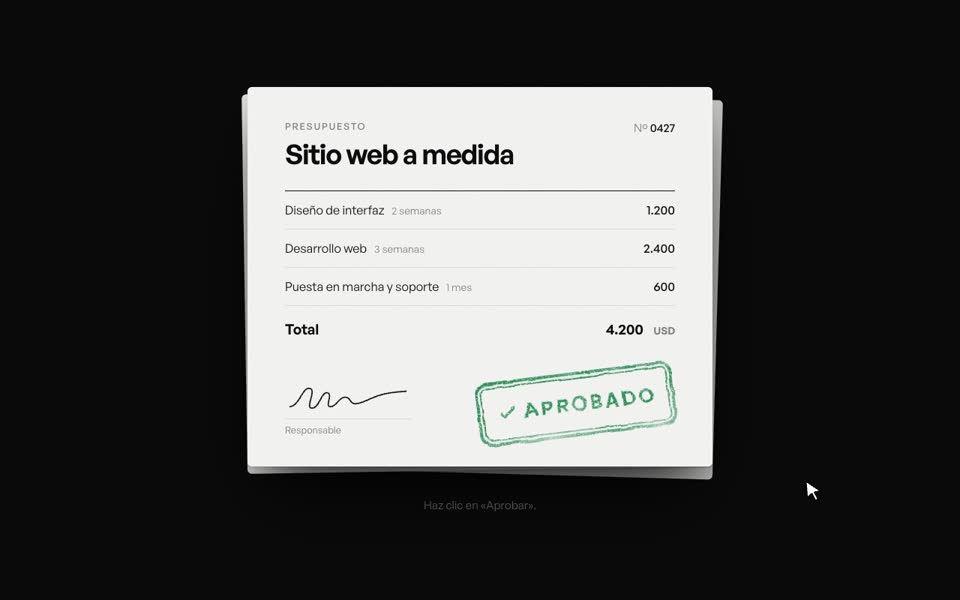 PRESUPUESTO
Nº 0427
Sitio web a medida
Diseño de interfaz 2 semanas 1.200
Desarrollo web 3 semanas 2.400
Puesta en marcha y soporte 1 mes 600
Total 4.200 USD
✓ APROBADO
Responsable
Haz clic en «Aprobar».